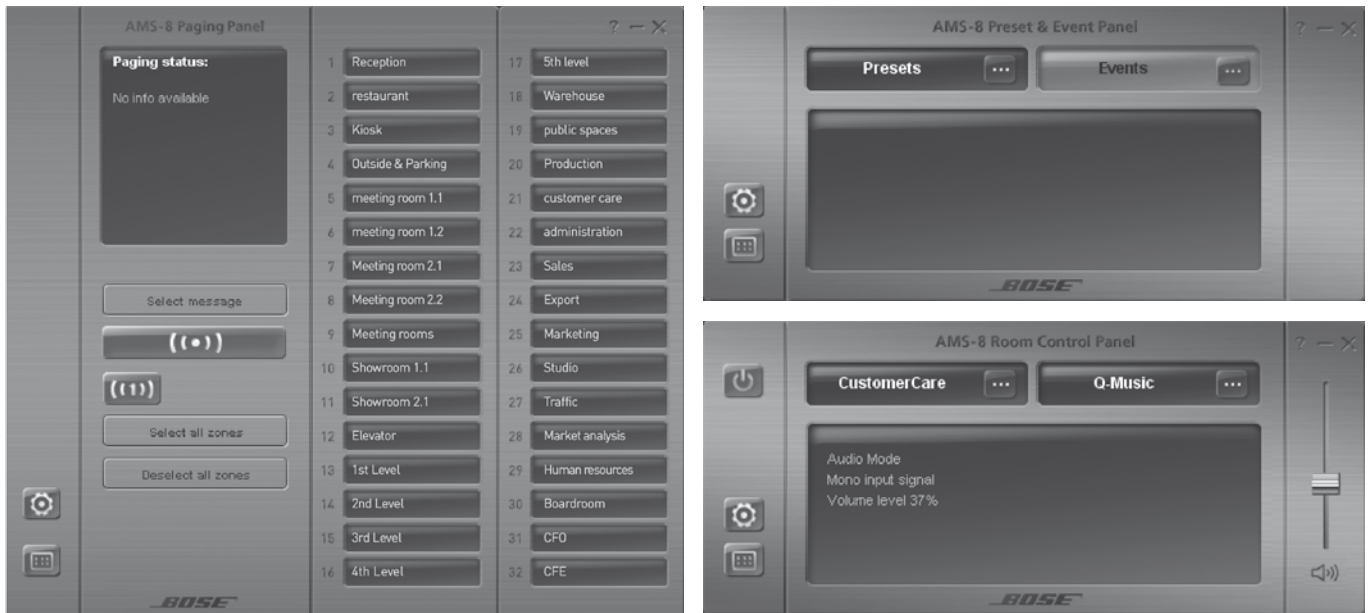 AMS-8 Paging Panel
? — X
Paging status:
No info available
Select message
((•))
((1))
Select all zones
Deselect all zones
BOSE
1 Reception
2 restaurant
3 Kiosk
4 Outside & Parking
5 meeting room 1.1
6 meeting room 1.2
7 Meeting room 2.1
8 Meeting room 2.2
9 Meeting rooms
10 Showroom 1.1
11 Showroom 2.1
12 Elevator
13 1st Level
14 2nd Level
15 3rd Level
16 4th Level
17 5th level
18 Warehouse
19 public spaces
20 Production
21 customer care
22 administration
23 Sales
24 Export
25 Marketing
26 Studio
27 Traffic
28 Market analysis
29 Human resources
30 Boardroom
31 CFO
32 CFE
AMS-8 Preset & Event Panel
? — X
Presets ... Events ...
BOSE
AMS-8 Room Control Panel
? — X
CustomerCare ... Q-Music ...
Audio Mode
Mono input signal
Volume level 37%
BOSE